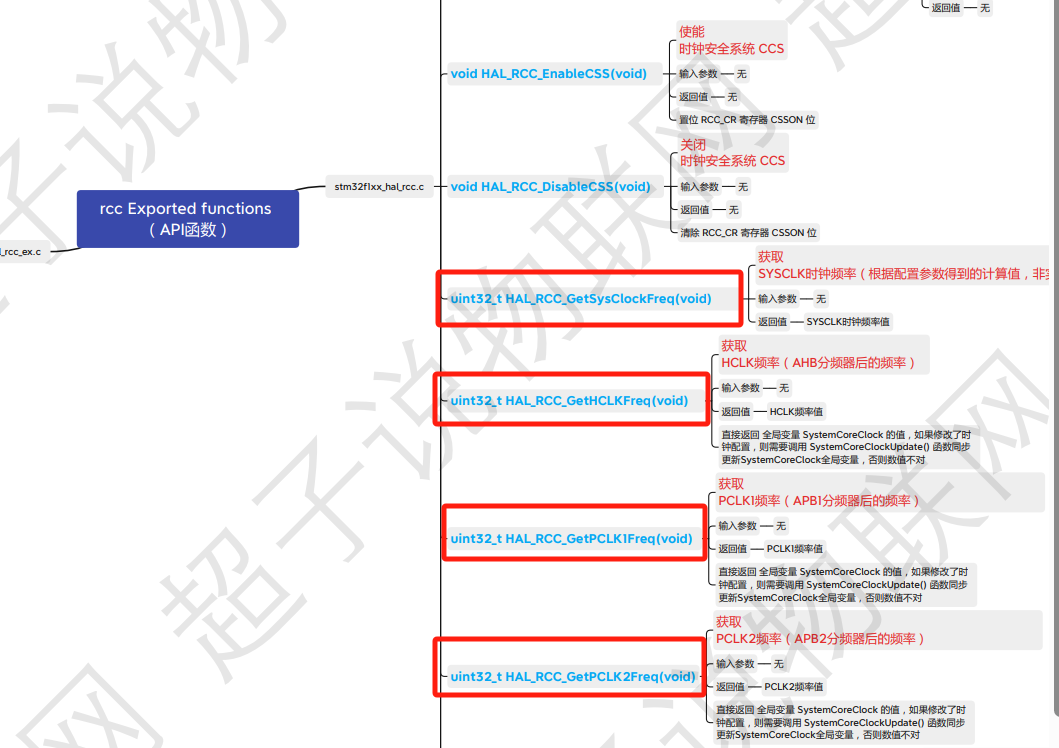 返回值
无
rcc Exported functions
（ API函数 ）
l_rcc_ex.c
stm32f1xx_hal_rcc.c
void HAL_RCC_EnableCSS(void)
使能
时钟安全系统 CCS
输入参数
无
返回值
无
置位 RCC_CR 寄存器 CSSON 位
void HAL_RCC_DisableCSS(void)
关闭
时钟安全系统 CCS
输入参数
无
返回值
无
清除 RCC_CR 寄存器 CSSON 位
uint32_t HAL_RCC_GetSysClockFreq(void)
获取
SYSCLK时钟频率（ 根据配置参数得到的计算值，非
输入参数
无
返回值
SYSCLK时钟频率值
uint32_t HAL_RCC_GetHCLKFreq(void)
获取
HCLK频率（ AHB分频器后的频率 ）
输入参数
无
返回值
HCLK频率值
直接返回 全局变量 SystemCoreClock 的值，如果修改了时
钟配置，则需要调用 SystemCoreClockUpdate() 函数同步
更新SystemCoreClock全局变量，否则数值不对
uint32_t HAL_RCC_GetPCLK1Freq(void)
获取
PCLK1频率（ APB1分频器后的频率 ）
输入参数
无
返回值
PCLK1频率值
直接返回 全局变量 SystemCoreClock 的值，如果修改了时
钟配置，则需要调用 SystemCoreClockUpdate() 函数同步
更新SystemCoreClock全局变量，否则数值不对
uint32_t HAL_RCC_GetPCLK2Freq(void)
获取
PCLK2频率（ APB2分频器后的频率 ）
输入参数
无
返回值
PCLK2频率值
直接返回 全局变量 SystemCoreClock 的值，如果修改了时
钟配置，则需要调用 SystemCoreClockUpdate() 函数同步
更新SystemCoreClock全局变量，否则数值不对
超子说物联网